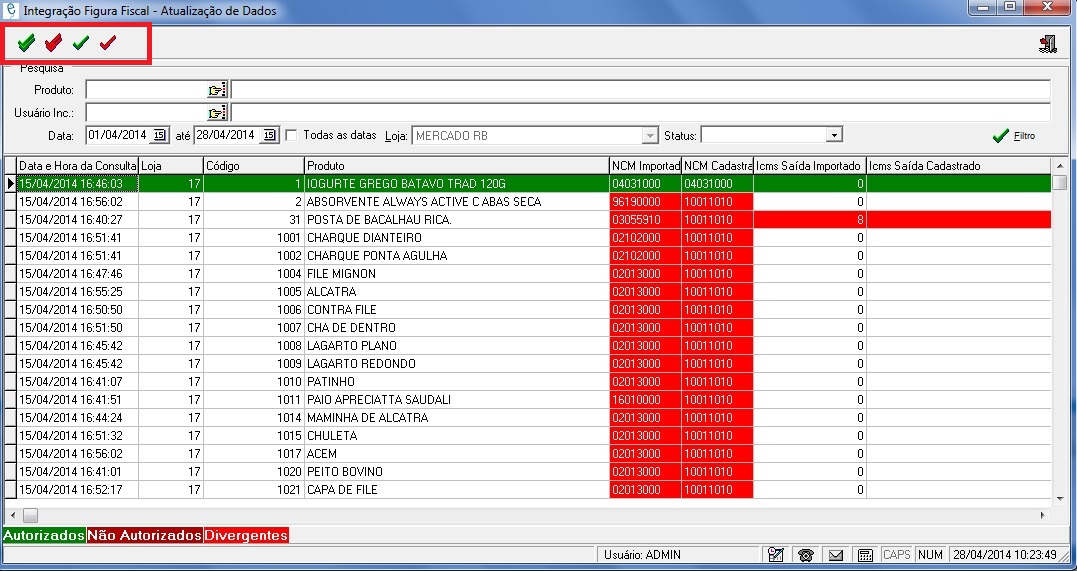 Integração Figura Fiscal - Atualização de Dados
Pesquisa
Produto:
Usuário Inc.:
Data: 01/04/2014 15 até 28/04/2014 15 Todas as datas Loja: MERCADO RB Status: Filtro
Data e Hora da Consulta Loja Código Produto NCM Importad NCM Cadastra Icms Saída Importado Icms Saída Cadastrado
15/04/2014 16:46:03 17 1 IOGURTE GREGO BATAVO TRAD 120G 04031000 04031000 0
15/04/2014 16:56:02 17 2 ABSORVENTE ALWAYS ACTIVE C ABAS SECA 96190000 10011010 0
15/04/2014 16:40:27 17 31 POSTA DE BACALHAU RICA. 03055910 10011010 8
15/04/2014 16:51:41 17 1001 CHARQUE DIANTEIRO 02102000 10011010 0
15/04/2014 16:51:41 17 1002 CHARQUE PONTA AGULHA 02102000 10011010 0
15/04/2014 16:47:46 17 1004 FILE MIGNON 02013000 10011010 0
15/04/2014 16:55:25 17 1005 ALCATRA 02013000 10011010 0
15/04/2014 16:50:50 17 1006 CONTRA FILE 02013000 10011010 0
15/04/2014 16:51:50 17 1007 CHA DE DENTRO 02013000 10011010 0
15/04/2014 16:45:42 17 1008 LAGARTO PLANO 02013000 10011010 0
15/04/2014 16:45:42 17 1009 LAGARTO REDONDO 02013000 10011010 0
15/04/2014 16:41:07 17 1010 PATINHO 02013000 10011010 0
15/04/2014 16:41:51 17 1011 PAIO APRECIATTA SAUDALI 16010000 10011010 0
15/04/2014 16:44:24 17 1014 MAMINHA DE ALCATRA 02013000 10011010 0
15/04/2014 16:51:32 17 1015 CHULETA 02013000 10011010 0
15/04/2014 16:56:02 17 1017 ACEM 02013000 10011010 0
15/04/2014 16:41:01 17 1020 PEITO BOVINO 02013000 10011010 0
15/04/2014 16:52:17 17 1021 CAPA DE FILE 02013000 10011010 0
Autorizados Não Autorizados Divergentes
Usuário: ADMIN CAPS NUM 28/04/2014 10:23:49